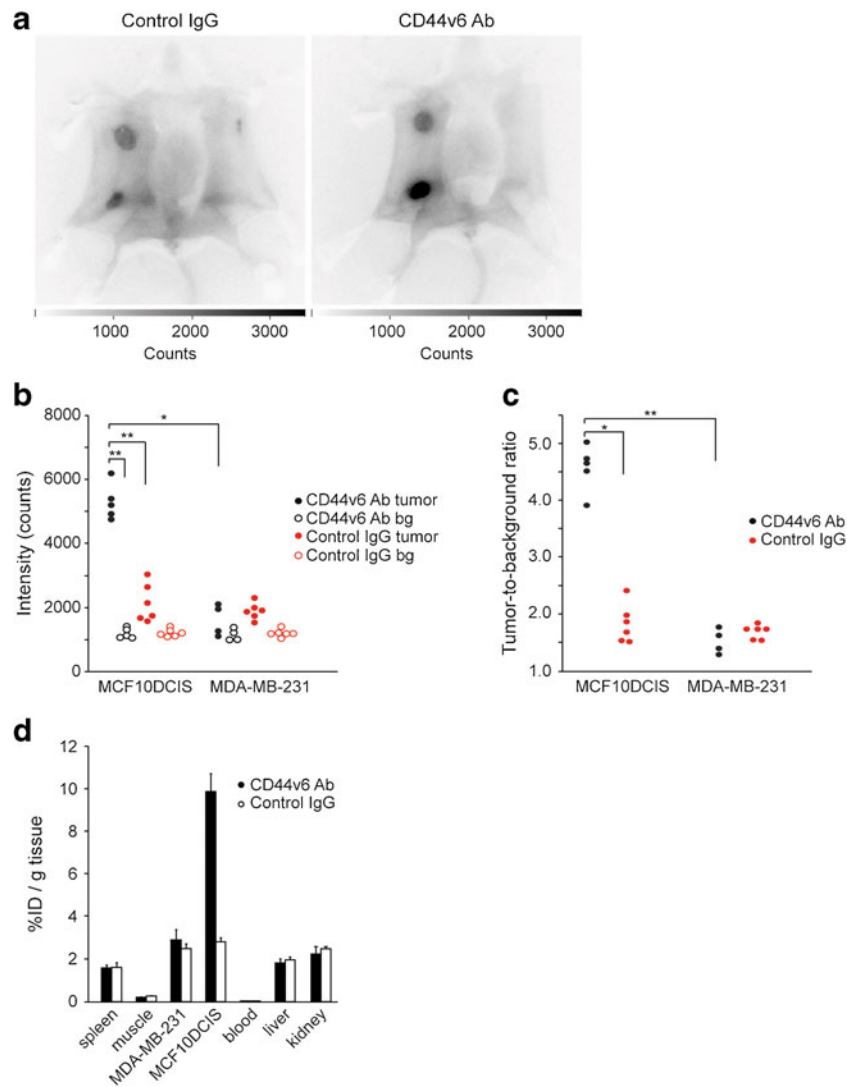 a
Control IgG
CD44v6 Ab
1000 2000 3000
Counts
1000 2000 3000
Counts
b
8000
6000
4000
2000
0
Intensity (counts)
*
**
**
CD44v6 Ab tumor
CD44v6 Ab bg
Control IgG tumor
Control IgG bg
MCF10DCIS MDA-MB-231
c
5.0
4.0
3.0
2.0
1.0
Tumor-to-background ratio
**
*
CD44v6 Ab
Control IgG
MCF10DCIS MDA-MB-231
d
12
10
8
6
4
2
0
%ID / g tissue
CD44v6 Ab
Control IgG
spleen
muscle
MDA-MB-231
MCF10DCIS
blood
liver
kidney